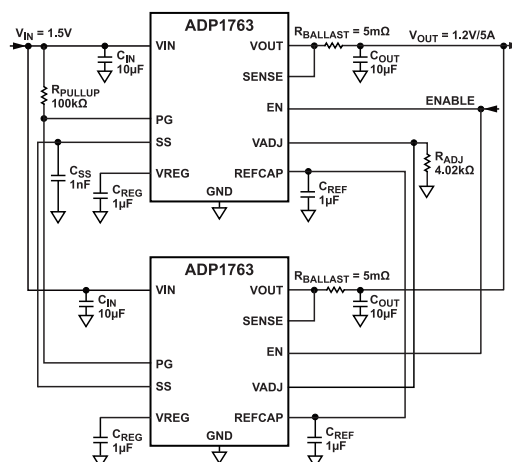 ADP1763
VIN = 1.5V
CIN
10µF
VIN
VOUT
RBALLAST = 5mΩ
COUT
10µF
VOUT = 1.2V/5A
RPULLUP
100kΩ
SENSE
EN
ENABLE
PG
SS
VADJ
RADJ
4.02kΩ
CSS
1nF
VREG
REFCAP
CREG
1µF
GND
CREF
1µF
ADP1763
CIN
10µF
VIN
VOUT
RBALLAST = 5mΩ
COUT
10µF
SENSE
EN
PG
SS
VADJ
VREG
REFCAP
CREG
1µF
GND
CREF
1µF